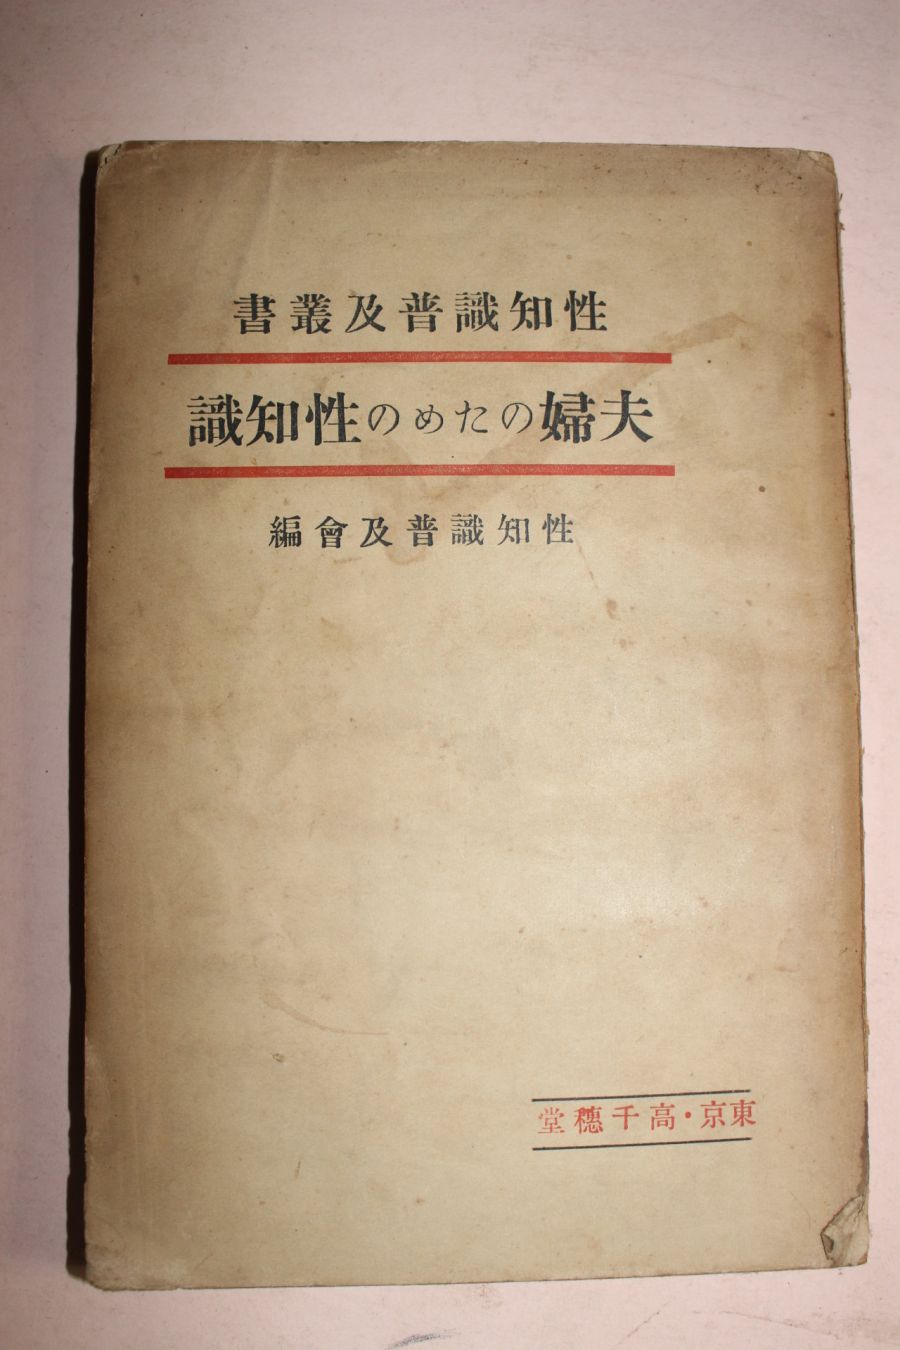 性知識普及叢書
夫婦のための性知識
性知識普及會編
東京・高千穗堂